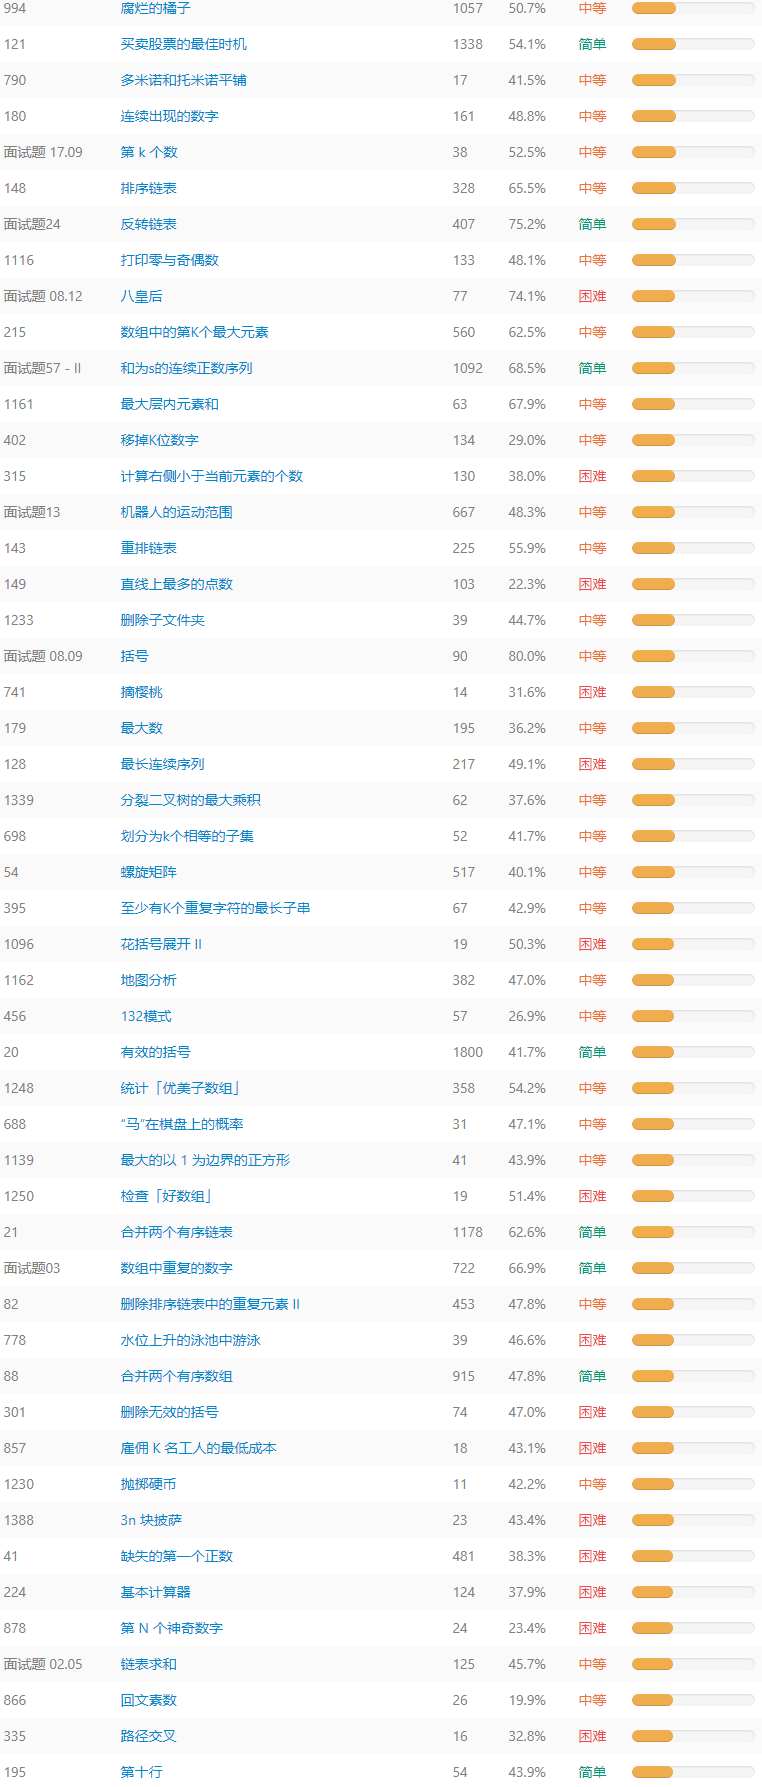 994 腐烂的橘子 1057 50.7% 中等
121 买卖股票的最佳时机 1338 54.1% 简单
790 多米诺和托米诺平铺 17 41.5% 中等
180 连续出现的数字 161 48.8% 中等
面试题 17.09 第 k 个数 38 52.5% 中等
148 排序链表 328 65.5% 中等
面试题24 反转链表 407 75.2% 简单
1116 打印零与奇偶数 133 48.1% 中等
面试题 08.12 八皇后 77 74.1% 困难
215 数组中的第K个最大元素 560 62.5% 中等
面试题57 - II 和为s的连续正数序列 1092 68.5% 简单
1161 最大层内元素和 63 67.9% 中等
402 移掉K位数字 134 29.0% 中等
315 计算右侧小于当前元素的个数 130 38.0% 困难
面试题13 机器人的运动范围 667 48.3% 中等
143 重排链表 225 55.9% 中等
149 直线上最多的点数 103 22.3% 困难
1233 删除子文件夹 39 44.7% 中等
面试题 08.09 括号 90 80.0% 中等
741 摘樱桃 14 31.6% 困难
179 最大数 195 36.2% 中等
128 最长连续序列 217 49.1% 困难
1339 分裂二叉树的最大乘积 62 37.6% 中等
698 划分为k个相等的子集 52 41.7% 中等
54 螺旋矩阵 517 40.1% 中等
395 至少有K个重复字符的最长子串 67 42.9% 中等
1096 花括号展开 II 19 50.3% 困难
1162 地图分析 382 47.0% 中等
456 132模式 57 26.9% 中等
20 有效的括号 1800 41.7% 简单
1248 统计「优美子数组」 358 54.2% 中等
688 “马”在棋盘上的概率 31 47.1% 中等
1139 最大的以 1 为边界的正方形 41 43.9% 中等
1250 检查「好数组」 19 51.4% 困难
21 合并两个有序链表 1178 62.6% 简单
面试题03 数组中重复的数字 722 66.9% 简单
82 删除排序链表中的重复元素 II 453 47.8% 中等
778 水位上升的泳池中游泳 39 46.6% 困难
88 合并两个有序数组 915 47.8% 简单
301 删除无效的括号 74 47.0% 困难
857 雇佣 K 名工人的最低成本 18 43.1% 困难
1230 抛掷硬币 11 42.2% 中等
1388 3n 块披萨 23 43.4% 困难
41 缺失的第一个正数 481 38.3% 困难
224 基本计算器 124 37.9% 困难
878 第 N 个神奇数字 24 23.4% 困难
面试题 02.05 链表求和 125 45.7% 中等
866 回文素数 26 19.9% 中等
335 路径交叉 16 32.8% 困难
195 第十行 54 43.9% 简单